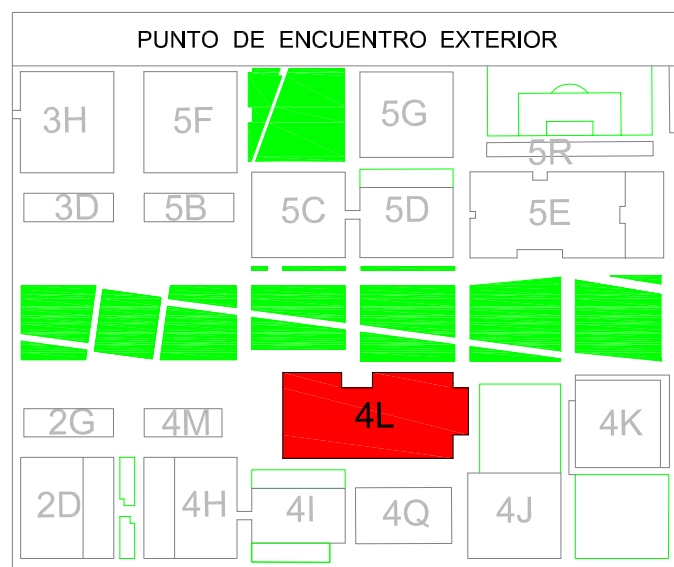 PUNTO DE ENCUENTRO EXTERIOR
3H
5F
5G
5R
3D
5B
5C
5D
5E
4L
2G
4M
4K
2D
4H
4I
4Q
4J